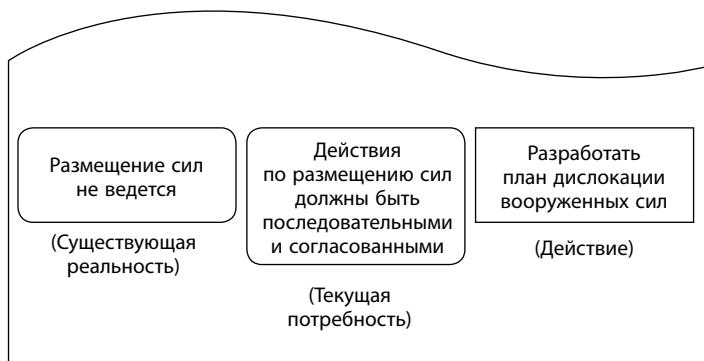 Размещение сил
не ведется
(Существующая
реальность)
Действия
по размещению сил
должны быть
последовательными
и согласованными
(Текущая
потребность)
Разработать
план дислокации
вооруженных сил
(Действие)